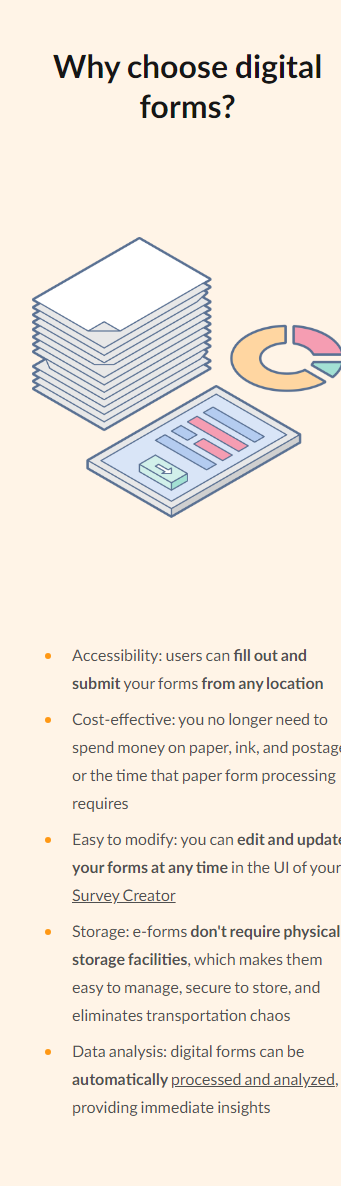 Why choose digital
forms?
Accessibility: users can fill out and
submit your forms from any location
Cost-effective: you no longer need to
spend money on paper, ink, and postage
or the time that paper form processing
requires
Easy to modify: you can edit and update
your forms at any time in the UI of your
Survey Creator
Storage: e-forms don't require physical
storage facilities, which makes them
easy to manage, secure to store, and
eliminates transportation chaos
Data analysis: digital forms can be
automatically processed and analyzed,
providing immediate insights